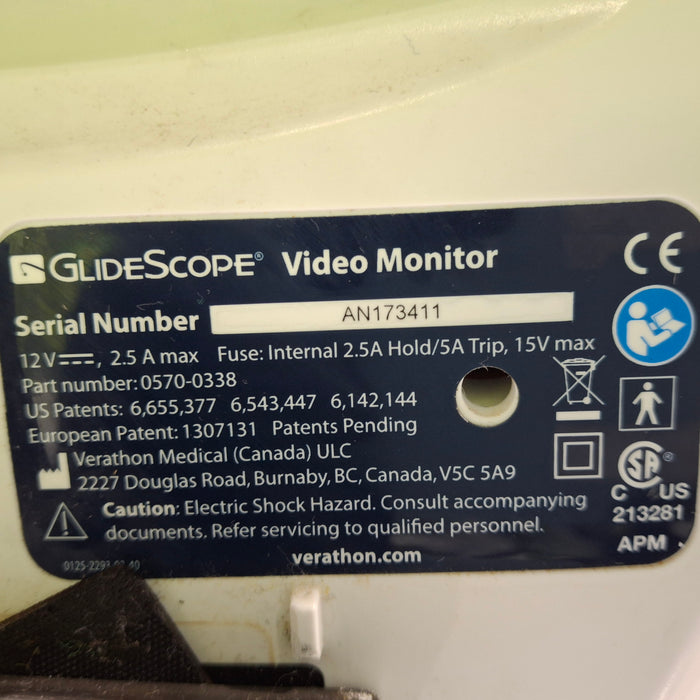 GLIDESCOPE® Video Monitor
Serial Number AN173411
12V⎓, 2.5 A max Fuse: Internal 2.5A Hold/5A Trip, 15V max
Part number: 0570-0338
US Patents: 6,655,377 6,543,447 6,142,144
European Patent: 1307131 Patents Pending
Verathon Medical (Canada) ULC
2227 Douglas Road, Burnaby, BC, Canada, V5C 5A9
Caution: Electric Shock Hazard. Consult accompanying
documents. Refer servicing to qualified personnel.
verathon.com
CE
SA®
C US
213281
APM